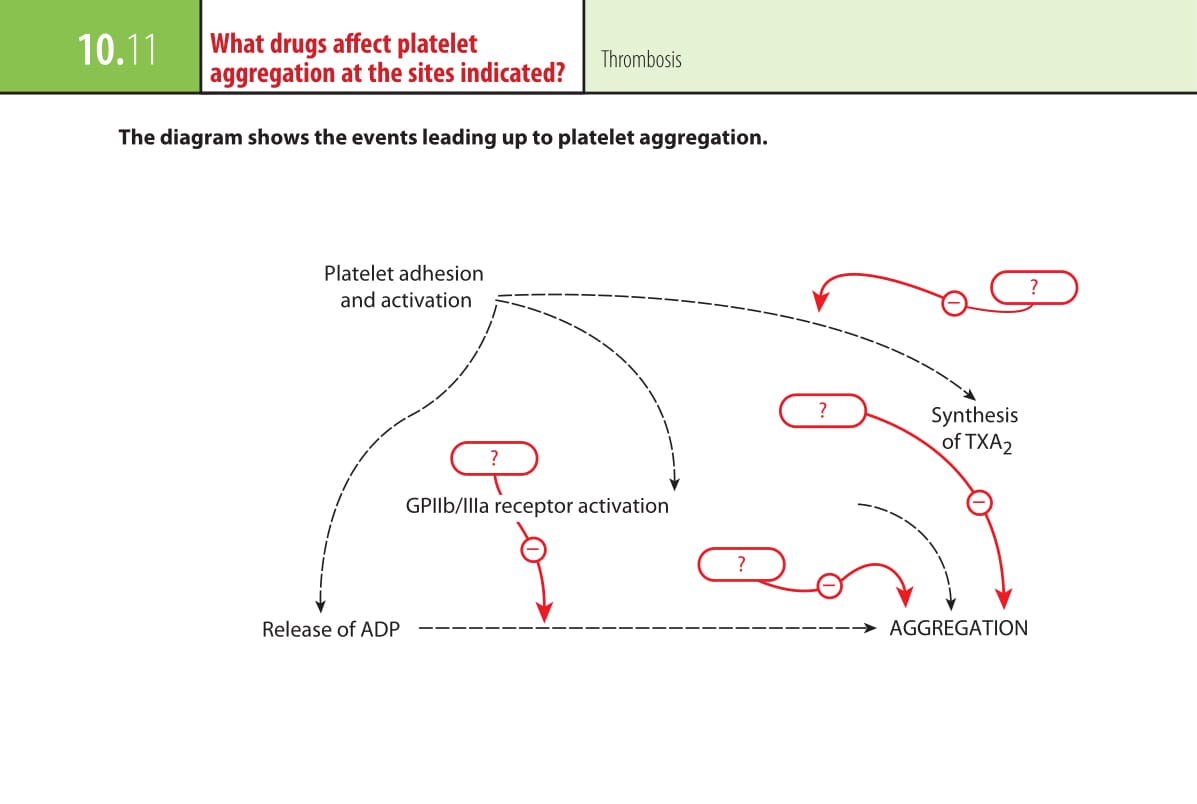 10.11
What drugs affect platelet
aggregation at the sites indicated?
Thrombosis
The diagram shows the events leading up to platelet aggregation.
Platelet adhesion
and activation
?
?
Synthesis
of TXA2
?
GPIIb/IIIa receptor activation
?
Release of ADP
AGGREGATION